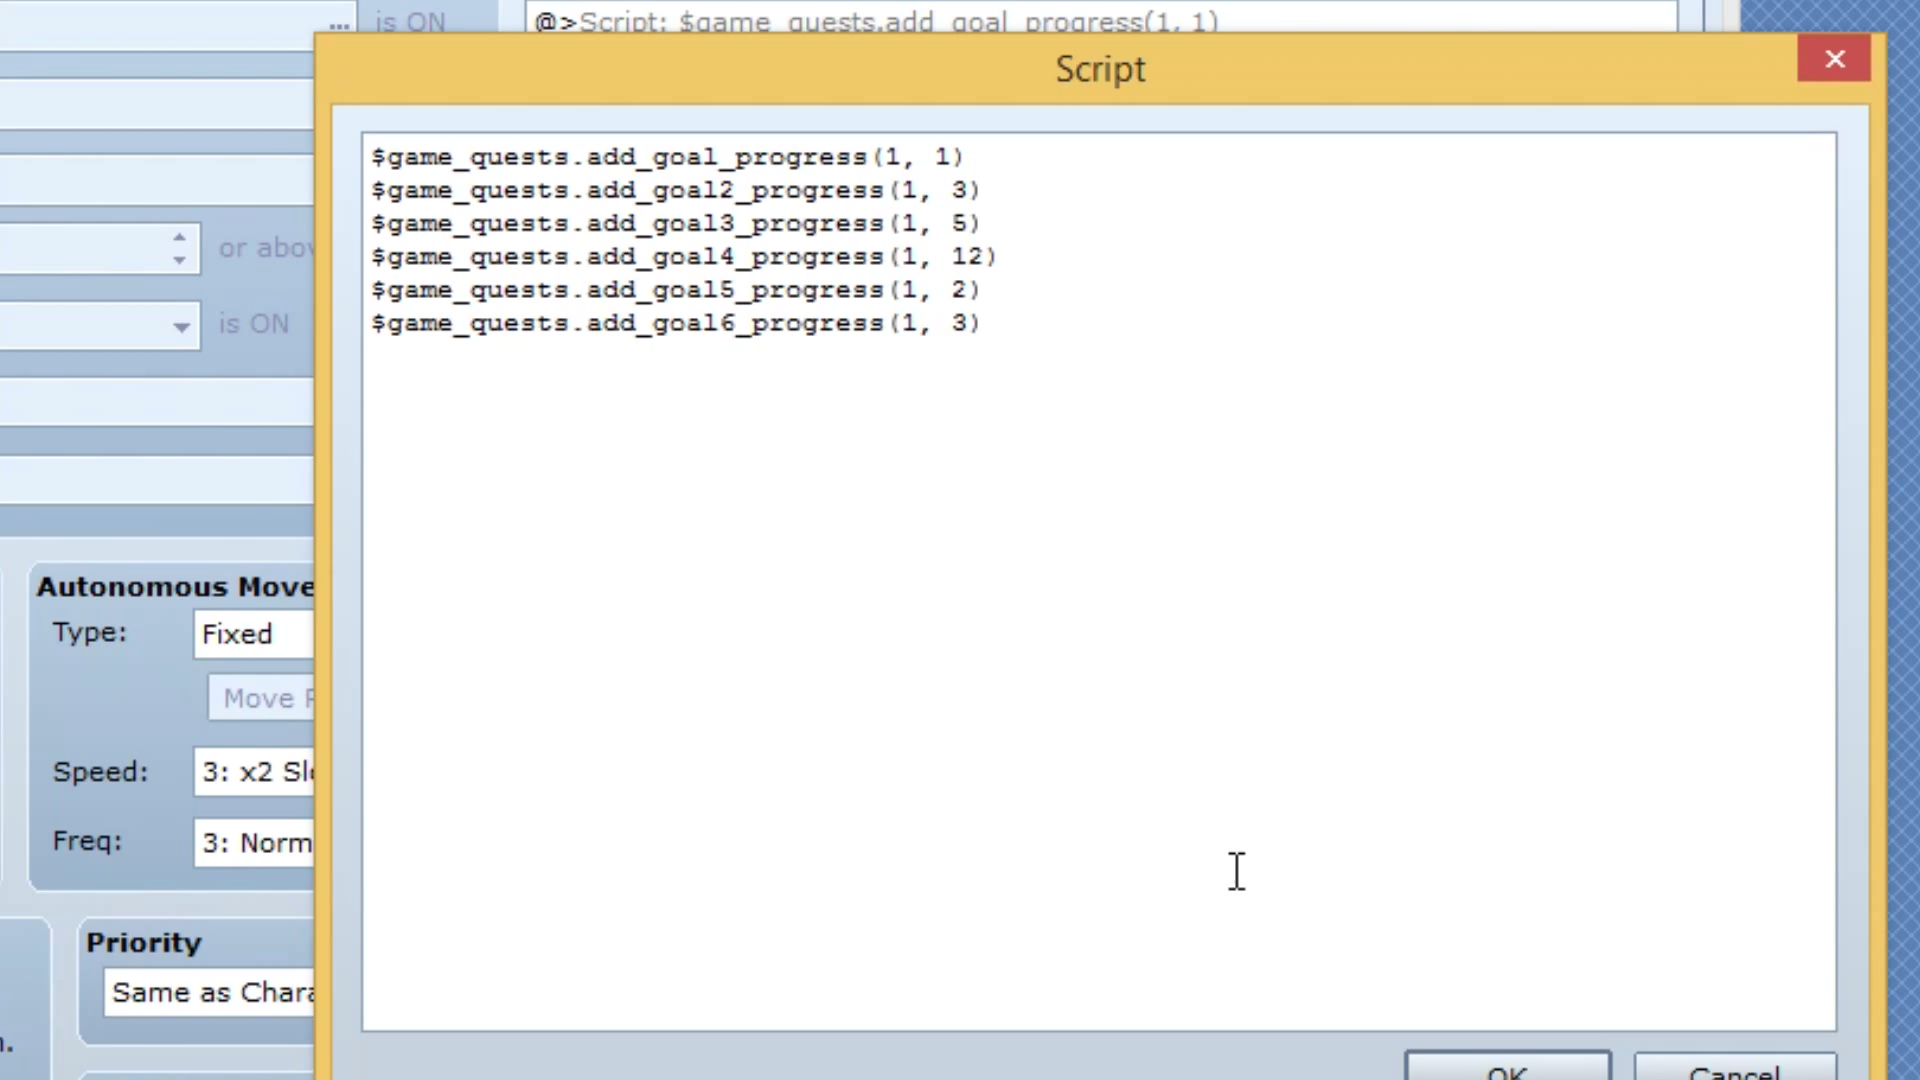 ... is ON @>Script: $game_quests.add_goal_progress(1, 1)
Script
$game_quests.add_goal_progress(1, 1)
$game_quests.add_goal2_progress(1, 3)
$game_quests.add_goal3_progress(1, 5)
$game_quests.add_goal4_progress(1, 12)
$game_quests.add_goal5_progress(1, 2)
$game_quests.add_goal6_progress(1, 3)
or abov
is ON
Autonomous Move
Type: Fixed
Move
Speed: 3: x2 Slo
Freq: 3: Norm
Priority
Same as Chara
n.
OK Cancel